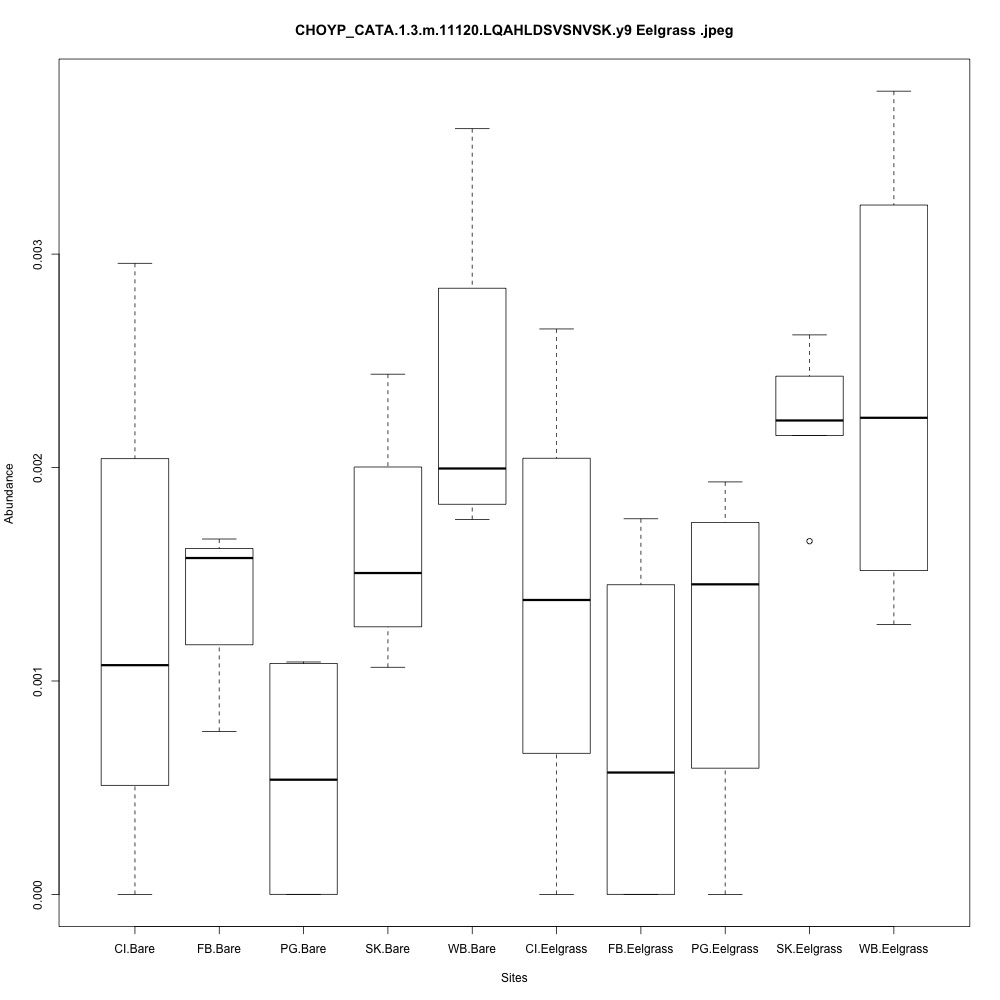 CHOYP_CATA.1.3.m.11120.LQAHLDSVSNVSK.y9 Eelgrass .jpeg
Abundance
0.003
0.002
0.001
0.000
CI.Bare FB.Bare PG.Bare SK.Bare WB.Bare CI.Eelgrass FB.Eelgrass PG.Eelgrass SK.Eelgrass WB.Eelgrass
Sites